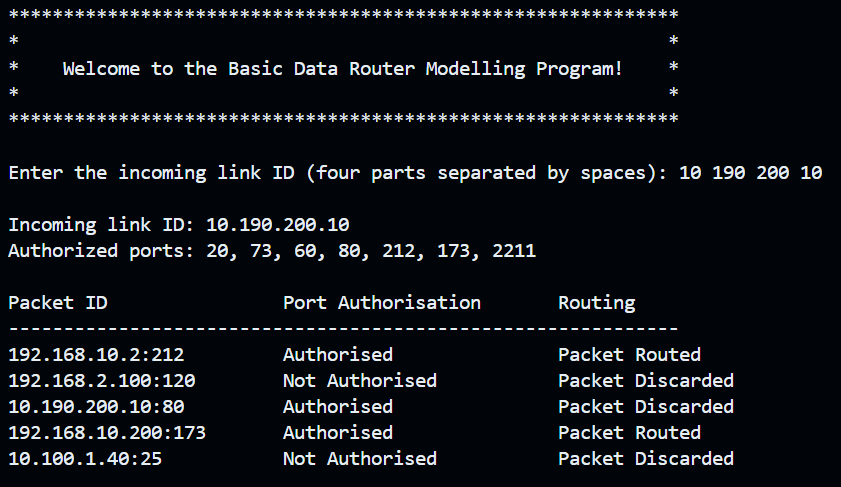 *************************************************************
*                                                           *
*    Welcome to the Basic Data Router Modelling Program!    *
*                                                           *
*************************************************************
Enter the incoming link ID (four parts separated by spaces): 10 190 200 10
Incoming link ID: 10.190.200.10
Authorized ports: 20, 73, 60, 80, 212, 173, 2211
Packet ID                Port Authorisation       Routing
-------------------------------------------------------------
192.168.10.2:212         Authorised               Packet Routed
192.168.2.100:120        Not Authorised           Packet Discarded
10.190.200.10:80         Authorised               Packet Discarded
192.168.10.200:173       Authorised               Packet Routed
10.100.1.40:25           Not Authorised           Packet Discarded